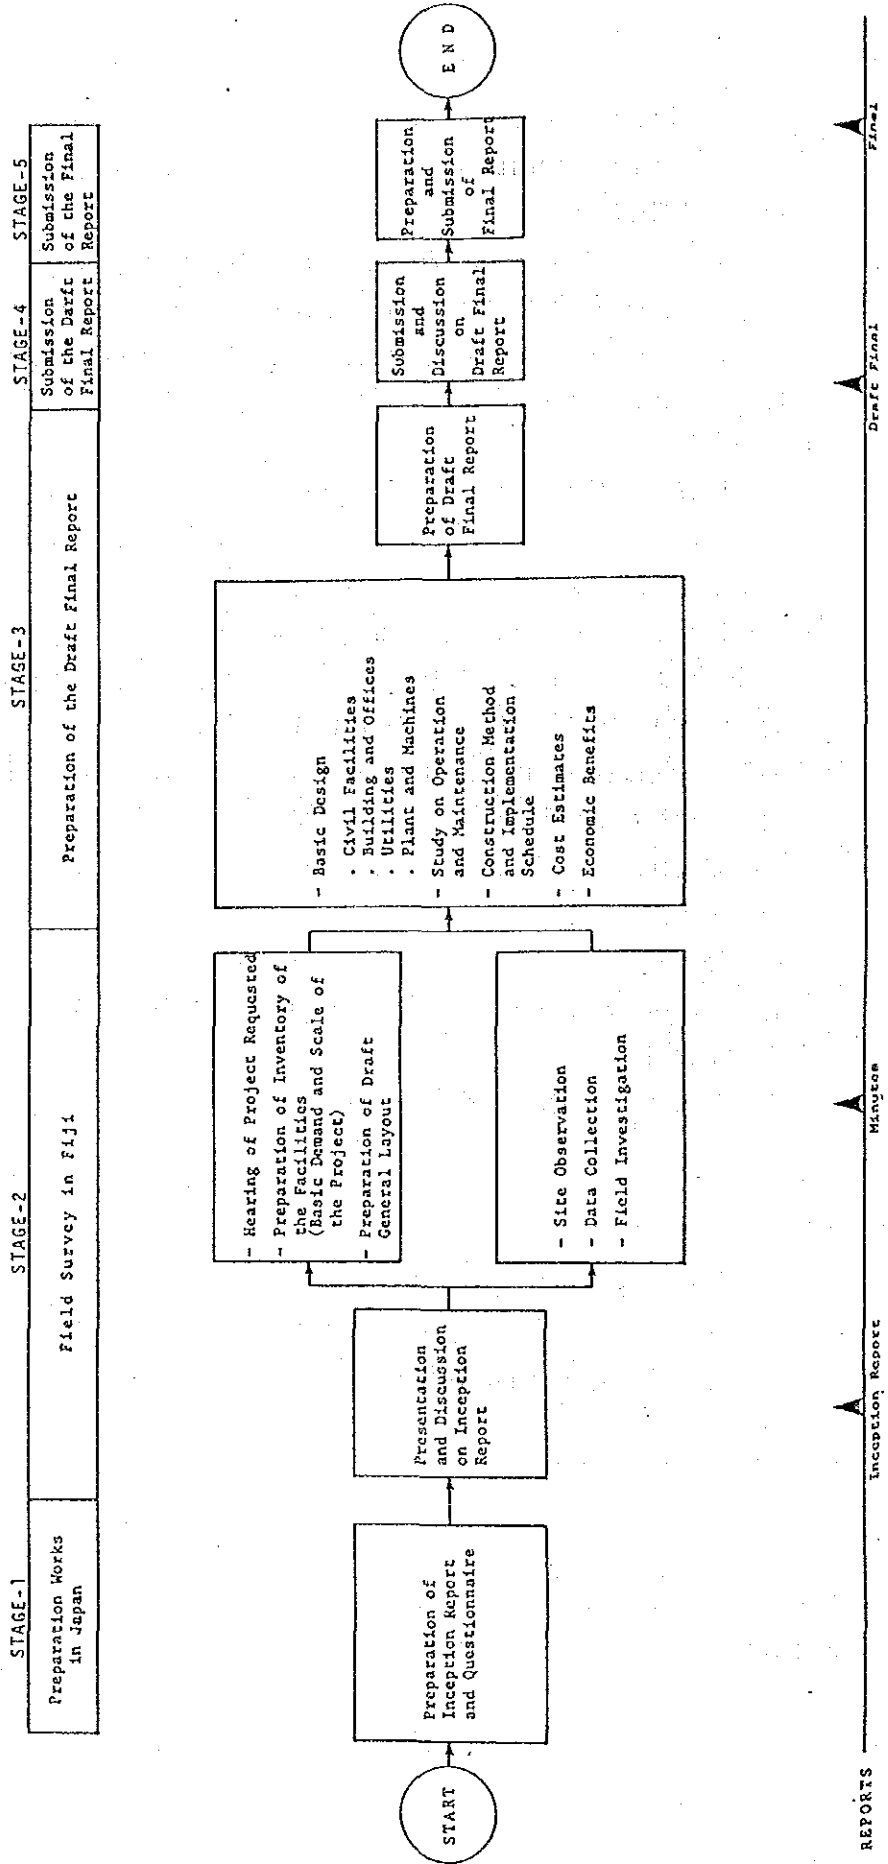 STAGE-1
Preparation Works
in Japan
STAGE-2
Field Survey in Fiji
STAGE-3
Preparation of the Draft Final Report
STAGE-4
Submission
of the Darft
Final Report
STAGE-5
Submission
of the Final
Report
START
Preparation of
Inception Report
and Questionnaire
Presentation
and Discussion
on Inception
Report
- Hearing of Project Requested
- Preparation of Inventory of
the Facilities
(Basic Demand and Scale of
the Project)
- Preparation of Draft
General Layout
- Site Observation
- Data Collection
- Field Investigation
- Basic Design
. Civil Facilities
. Building and Offices
. Utilities
. Plant and Machines
- Study on Operation
and Maintenance
- Construction Method
and Implementation
Schedule
- Cost Estimates
- Economic Benefits
Preparation
of Draft
Final Report
Submission
and
Discussion
on
Draft Final
Report
Preparation
and
Submission
of
Final Report
END
REPORTS
Inception Report
Minutes
Draft Final
Final